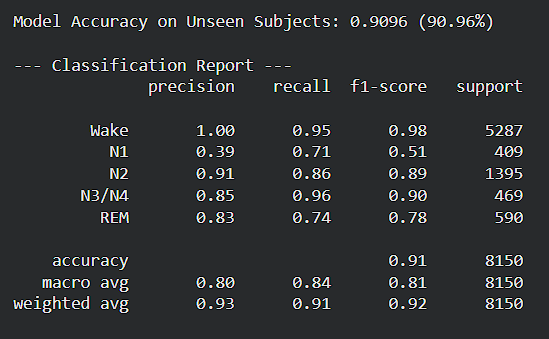 Model Accuracy on Unseen Subjects: 0.9096 (90.96%)
--- Classification Report ---
precision recall f1-score support
Wake 1.00 0.95 0.98 5287
N1 0.39 0.71 0.51 409
N2 0.91 0.86 0.89 1395
N3/N4 0.85 0.96 0.90 469
REM 0.83 0.74 0.78 590
accuracy 0.91 8150
macro avg 0.80 0.84 0.81 8150
weighted avg 0.93 0.91 0.92 8150